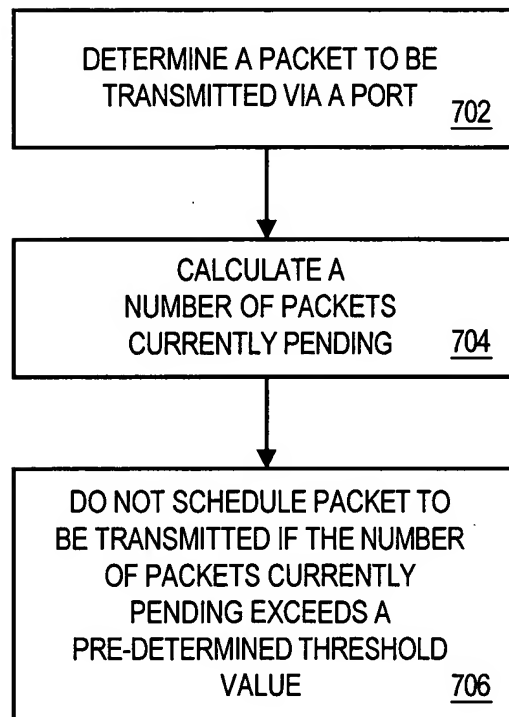 DETERMINE A PACKET TO BE
TRANSMITTED VIA A PORT
702
CALCULATE A
NUMBER OF PACKETS
CURRENTLY PENDING
704
DO NOT SCHEDULE PACKET TO
BE TRANSMITTED IF THE NUMBER
OF PACKETS CURRENTLY
PENDING EXCEEDS A
PRE-DETERMINED THRESHOLD
VALUE
706